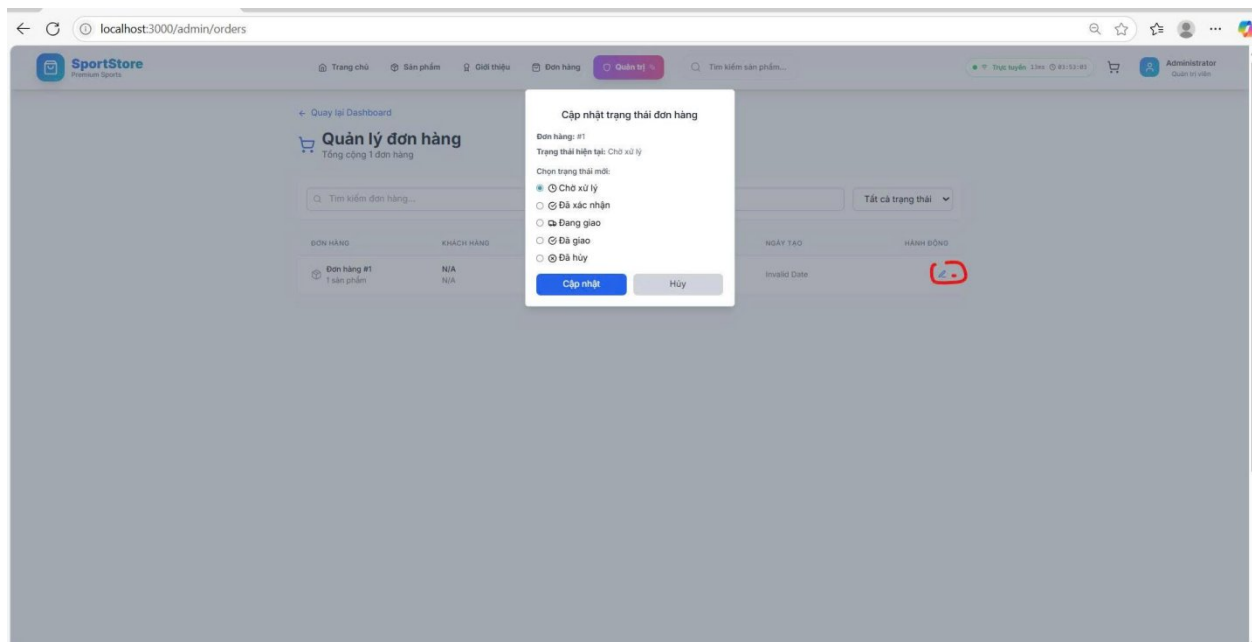 localhost:3000/admin/orders
SportStore
Premium Sports
Trang chủ Sản phẩm Giới thiệu Đơn hàng Quản trị Tìm kiếm sản phẩm...
Trực tuyến
Administrator
Quản trị viên
← Quay lại Dashboard
Quản lý đơn hàng
Tổng cộng 1 đơn hàng
Tìm kiếm đơn hàng...
Tất cả trạng thái
ĐƠN HÀNG KHÁCH HÀNG NGÀY TẠO HÀNH ĐỘNG
Đơn hàng #1 N/A Invalid Date
1 sản phẩm N/A
Cập nhật trạng thái đơn hàng
Đơn hàng: #1
Trạng thái hiện tại: Chờ xử lý
Chọn trạng thái mới:
Chờ xử lý
Đã xác nhận
Đang giao
Đã giao
Đã hủy
Cập nhật Hủy